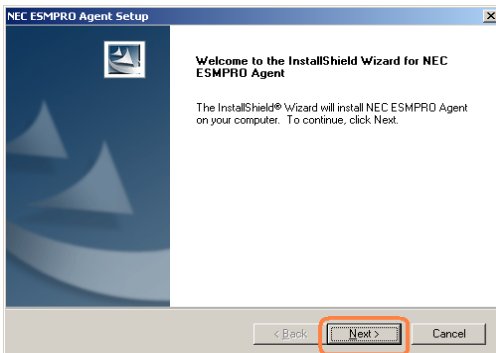 NEC ESMPRO Agent Setup
Welcome to the InstallShield Wizard for NEC
ESMPRO Agent
The InstallShield® Wizard will install NEC ESMPRO Agent
on your computer. To continue, click Next.
< Back
Next >
Cancel